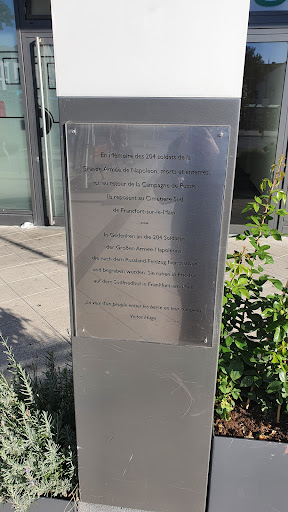 En Mémoire des 204 soldats de la
Grande Armée de Napoleon, morts et enterrés
ici au retour de la Campagne de Russie
Ils reposent au Cimetière Sud
de Francfort-sur-le-Main
In Gedenken an die 204 Soldaten
der Großen Armee Napoleons
die nach dem Russland Feldzug hier
und begraben wurden. Sie ruhen in Frieden
auf dem Südfriedhof in Frankfurt am Main
Victor Hugo